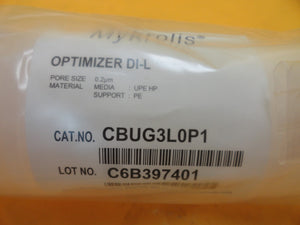 Mykrolis®
OPTIMIZER DI-L
PORE SIZE 0.2µm
MATERIAL MEDIA : UPE HP
SUPPORT : PE
CAT.NO. CBUG3L0P1
LOT NO. C6B397401